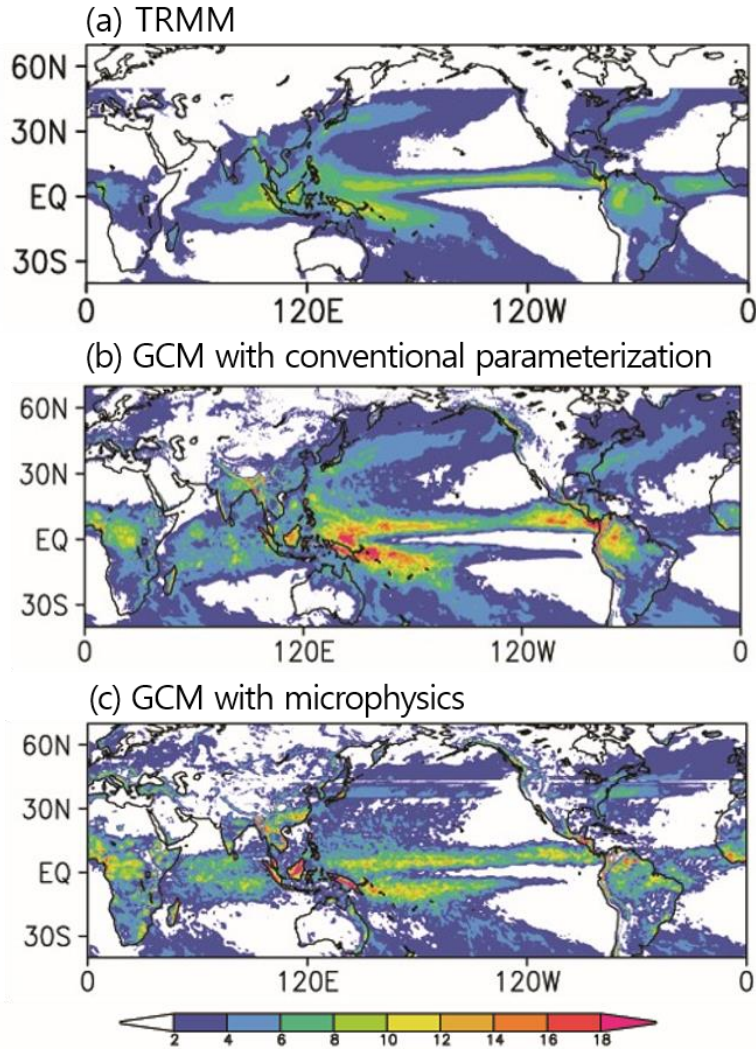 (a) TRMM
60N
30N
EQ
30S
0 120E 120W 0
(b) GCM with conventional parameterization
60N
30N
EQ
30S
0 120E 120W 0
(c) GCM with microphysics
60N
30N
EQ
30S
0 120E 120W 0
2 4 6 8 10 12 14 16 18